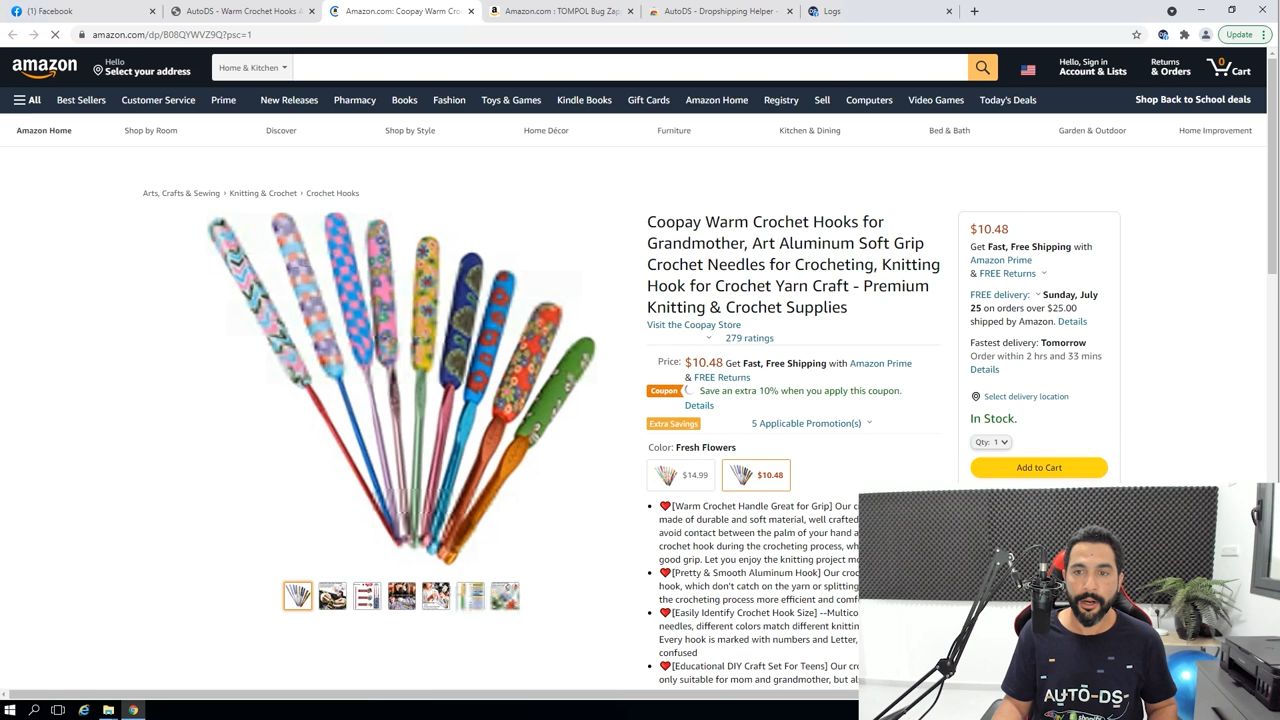 (1) Facebook
AutoDS - Warm Crochet Hooks A
Amazon.com: Coopay Warm Cro
Amazon.com : TOMPOL Bug Zap
AutoDS - Dropshipping Helper -
Logs
amazon.com/dp/B08QYWVZ9Q?psc=1
Update
amazon
Hello
Select your address
Home & Kitchen
Hello, Sign in
Account & Lists
Returns
& Orders
0
Cart
All
Best Sellers
Customer Service
Prime
New Releases
Pharmacy
Books
Fashion
Toys & Games
Kindle Books
Gift Cards
Amazon Home
Registry
Sell
Computers
Video Games
Today's Deals
Shop Back to School deals
Amazon Home
Shop by Room
Discover
Shop by Style
Home Décor
Furniture
Kitchen & Dining
Bed & Bath
Garden & Outdoor
Home Improvement
Arts, Crafts & Sewing › Knitting & Crochet › Crochet Hooks
Coopay Warm Crochet Hooks for
Grandmother, Art Aluminum Soft Grip
Crochet Needles for Crocheting, Knitting
Hook for Crochet Yarn Craft - Premium
Knitting & Crochet Supplies
Visit the Coopay Store
279 ratings
Price: $10.48 Get Fast, Free Shipping with Amazon Prime
& FREE Returns
Coupon Save an extra 10% when you apply this coupon.
Details
Extra Savings 5 Applicable Promotion(s)
Color: Fresh Flowers
$14.99
$10.48
• ❤[Warm Crochet Handle Great for Grip] Our c
made of durable and soft material, well crafted
avoid contact between the palm of your hand a
crochet hook during the crocheting process, wh
good grip. Let you enjoy the knitting project mo
• ❤[Pretty & Smooth Aluminum Hook] Our croc
hook, which don't catch on the yarn or splitting
the crocheting process more efficient and comf
• ❤[Easily Identify Crochet Hook Size] --Multico
needles, different colors match different knittin
Every hook is marked with numbers and Letter,
confused
• ❤[Educational DIY Craft Set For Teens] Our cro
only suitable for mom and grandmother, but al
$10.48
Get Fast, Free Shipping with
Amazon Prime
& FREE Returns
FREE delivery: Sunday, July
25 on orders over $25.00
shipped by Amazon. Details
Fastest delivery: Tomorrow
Order within 2 hrs and 33 mins
Details
Select delivery location
In Stock.
Qty: 1
Add to Cart
AUTO-DS
shopify